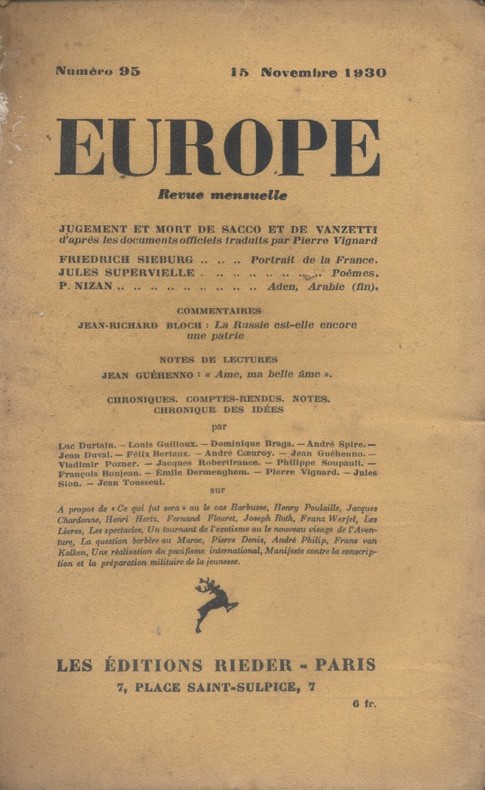 Numéro 95 15 Novembre 1930
EUROPE
Revue mensuelle
JUGEMENT ET MORT DE SACCO ET DE VANZETTI
d'après les documents officiels traduits par Pierre Vignard
FRIEDRICH SIEBURG .. .. .. Portrait de la France.
JULES SUPERVIELLE . .. .. .. .. .. .. .. Poèmes.
P. NIZAN .. .. .. .. .. .. .. .. .. Aden, Arabie (fin).
COMMENTAIRES
JEAN-RICHARD BLOCH : La Russie est-elle encore
une patrie
NOTES DE LECTURES
JEAN GUÉHENNO : « Ame, ma belle âme ».
CHRONIQUES. COMPTES-RENDUS. NOTES.
CHRONIQUE DES IDÉES
par
Luc Durtain. — Louis Guilloux. — Dominique Braga. — André Spire. —
Jean Duval. — Félix Bertaux. — André Cœuroy. — Jean Guéhenno. —
Vladimir Pozner. — Jacques Robertfrance. — Philippe Soupault. —
François Bonjean. — Émile Dermenghem. — Pierre Vignard. — Jules
Sion. — Jean Tousseul.
sur
A propos de « Ce qui fut sera » ou le cas Barbusse, Henry Poulaille, Jacques
Chardonne, Henri Hertz, Fernand Fleuret, Joseph Roth, Franz Werfel, Les
Livres, Les spectacles, Un tournant de l'exotisme ou le nouveau visage de l'Aven-
ture, La question berbère au Maroc, Pierre Denis, André Philip, Frans van
Kalken, Une réalisation du pacifisme international, Manifeste contre la conscrip-
tion et la préparation militaire de la jeunesse.
LES ÉDITIONS RIEDER - PARIS
7, PLACE SAINT-SULPICE, 7
6 fr.